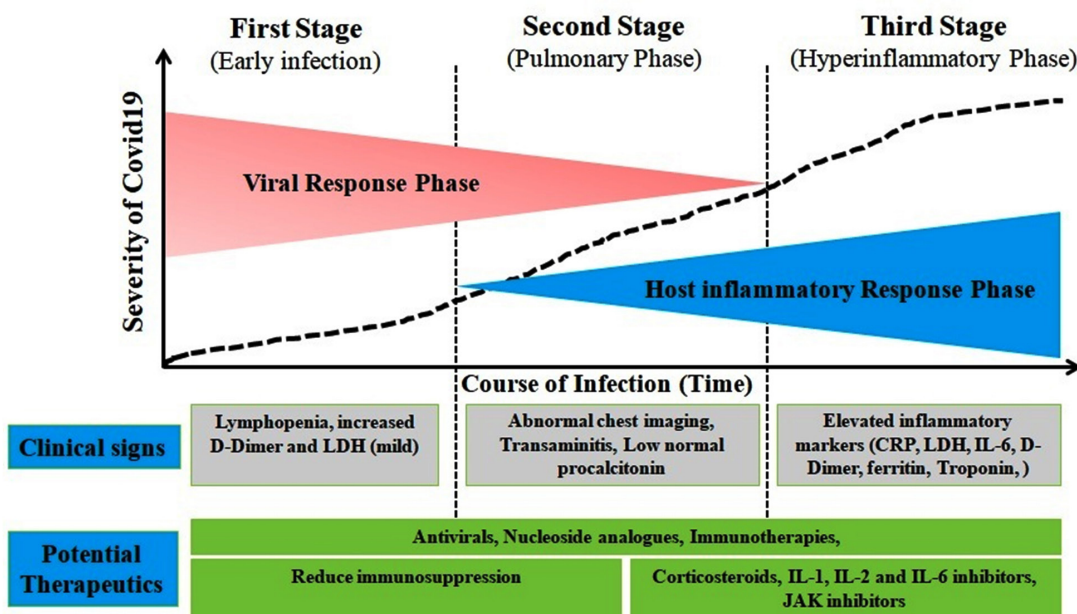 First Stage
(Early infection)
Second Stage
(Pulmonary Phase)
Third Stage
(Hyperinflammatory Phase)
Severity of Covid19
Viral Response Phase
Host inflammatory Response Phase
Course of Infection (Time)
Clinical signs
Lymphopenia, increased
D-Dimer and LDH (mild)
Abnormal chest imaging,
Transaminitis, Low normal
procalcitonin
Elevated inflammatory
markers (CRP, LDH, IL-6, D-
Dimer, ferritin, Troponin, )
Potential
Therapeutics
Antivirals, Nucleoside analogues, Immunotherapies,
Reduce immunosuppression
Corticosteroids, IL-1, IL-2 and IL-6 inhibitors,
JAK inhibitors